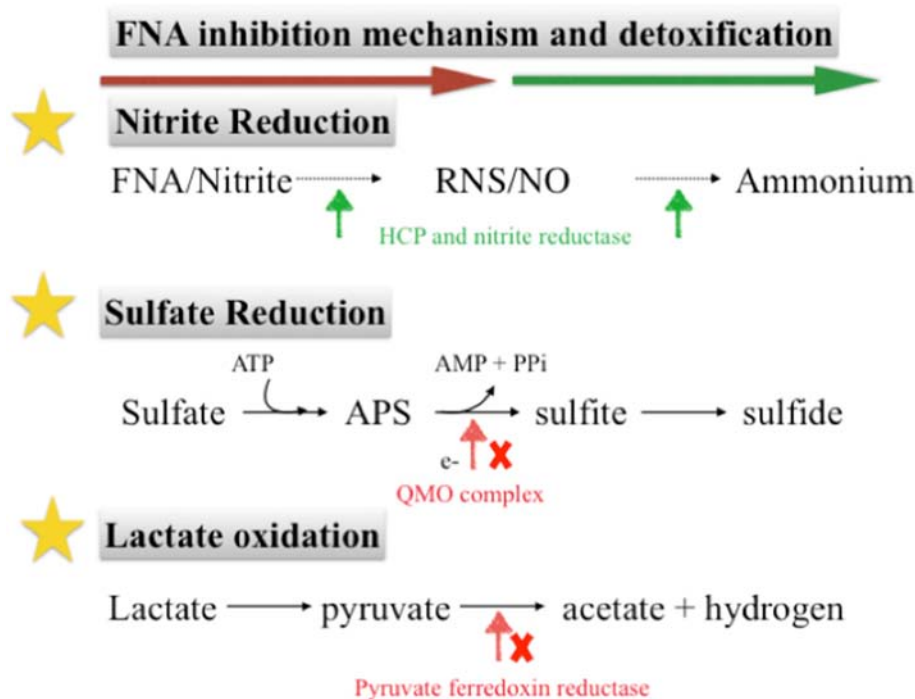 FNA inhibition mechanism and detoxification
Nitrite Reduction
FNA/Nitrite RNS/NO Ammonium
HCP and nitrite reductase
Sulfate Reduction
ATP AMP + PPi
Sulfate APS sulfite sulfide
e-
QMO complex
Lactate oxidation
Lactate pyruvate acetate + hydrogen
Pyruvate ferredoxin reductase